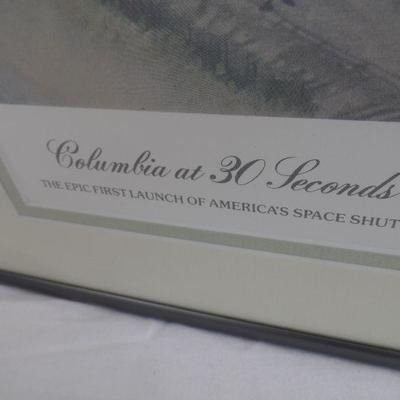 Columbia at 30 Seconds
THE EPIC FIRST LAUNCH OF AMERICA'S SPACE SHUT